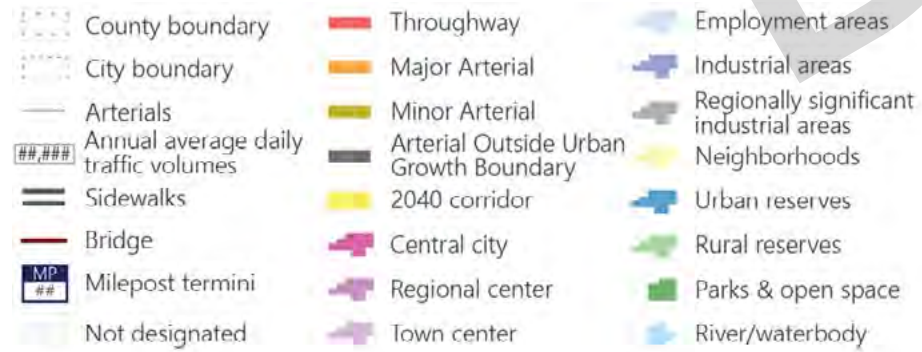 County boundary
City boundary
Arterials
##,###
Annual average daily
traffic volumes
Sidewalks
Bridge
MP
##
Milepost termini
Not designated
Throughway
Major Arterial
Minor Arterial
Arterial Outside Urban
Growth Boundary
2040 corridor
Central city
Regional center
Town center
Employment areas
Industrial areas
Regionally significant
industrial areas
Neighborhoods
Urban reserves
Rural reserves
Parks & open space
River/waterbody